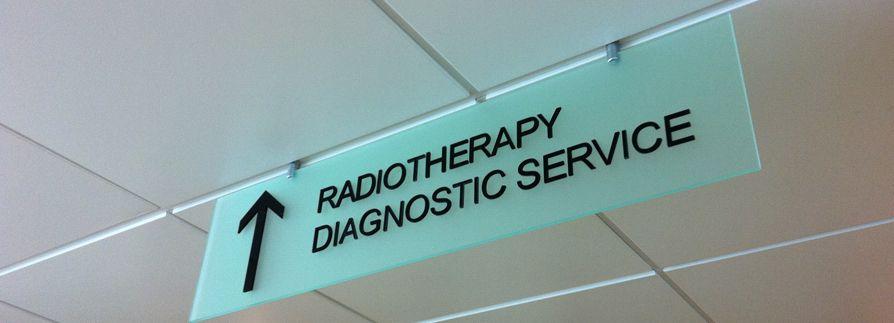 RADIOTHERAPY
DIAGNOSTIC SERVICE